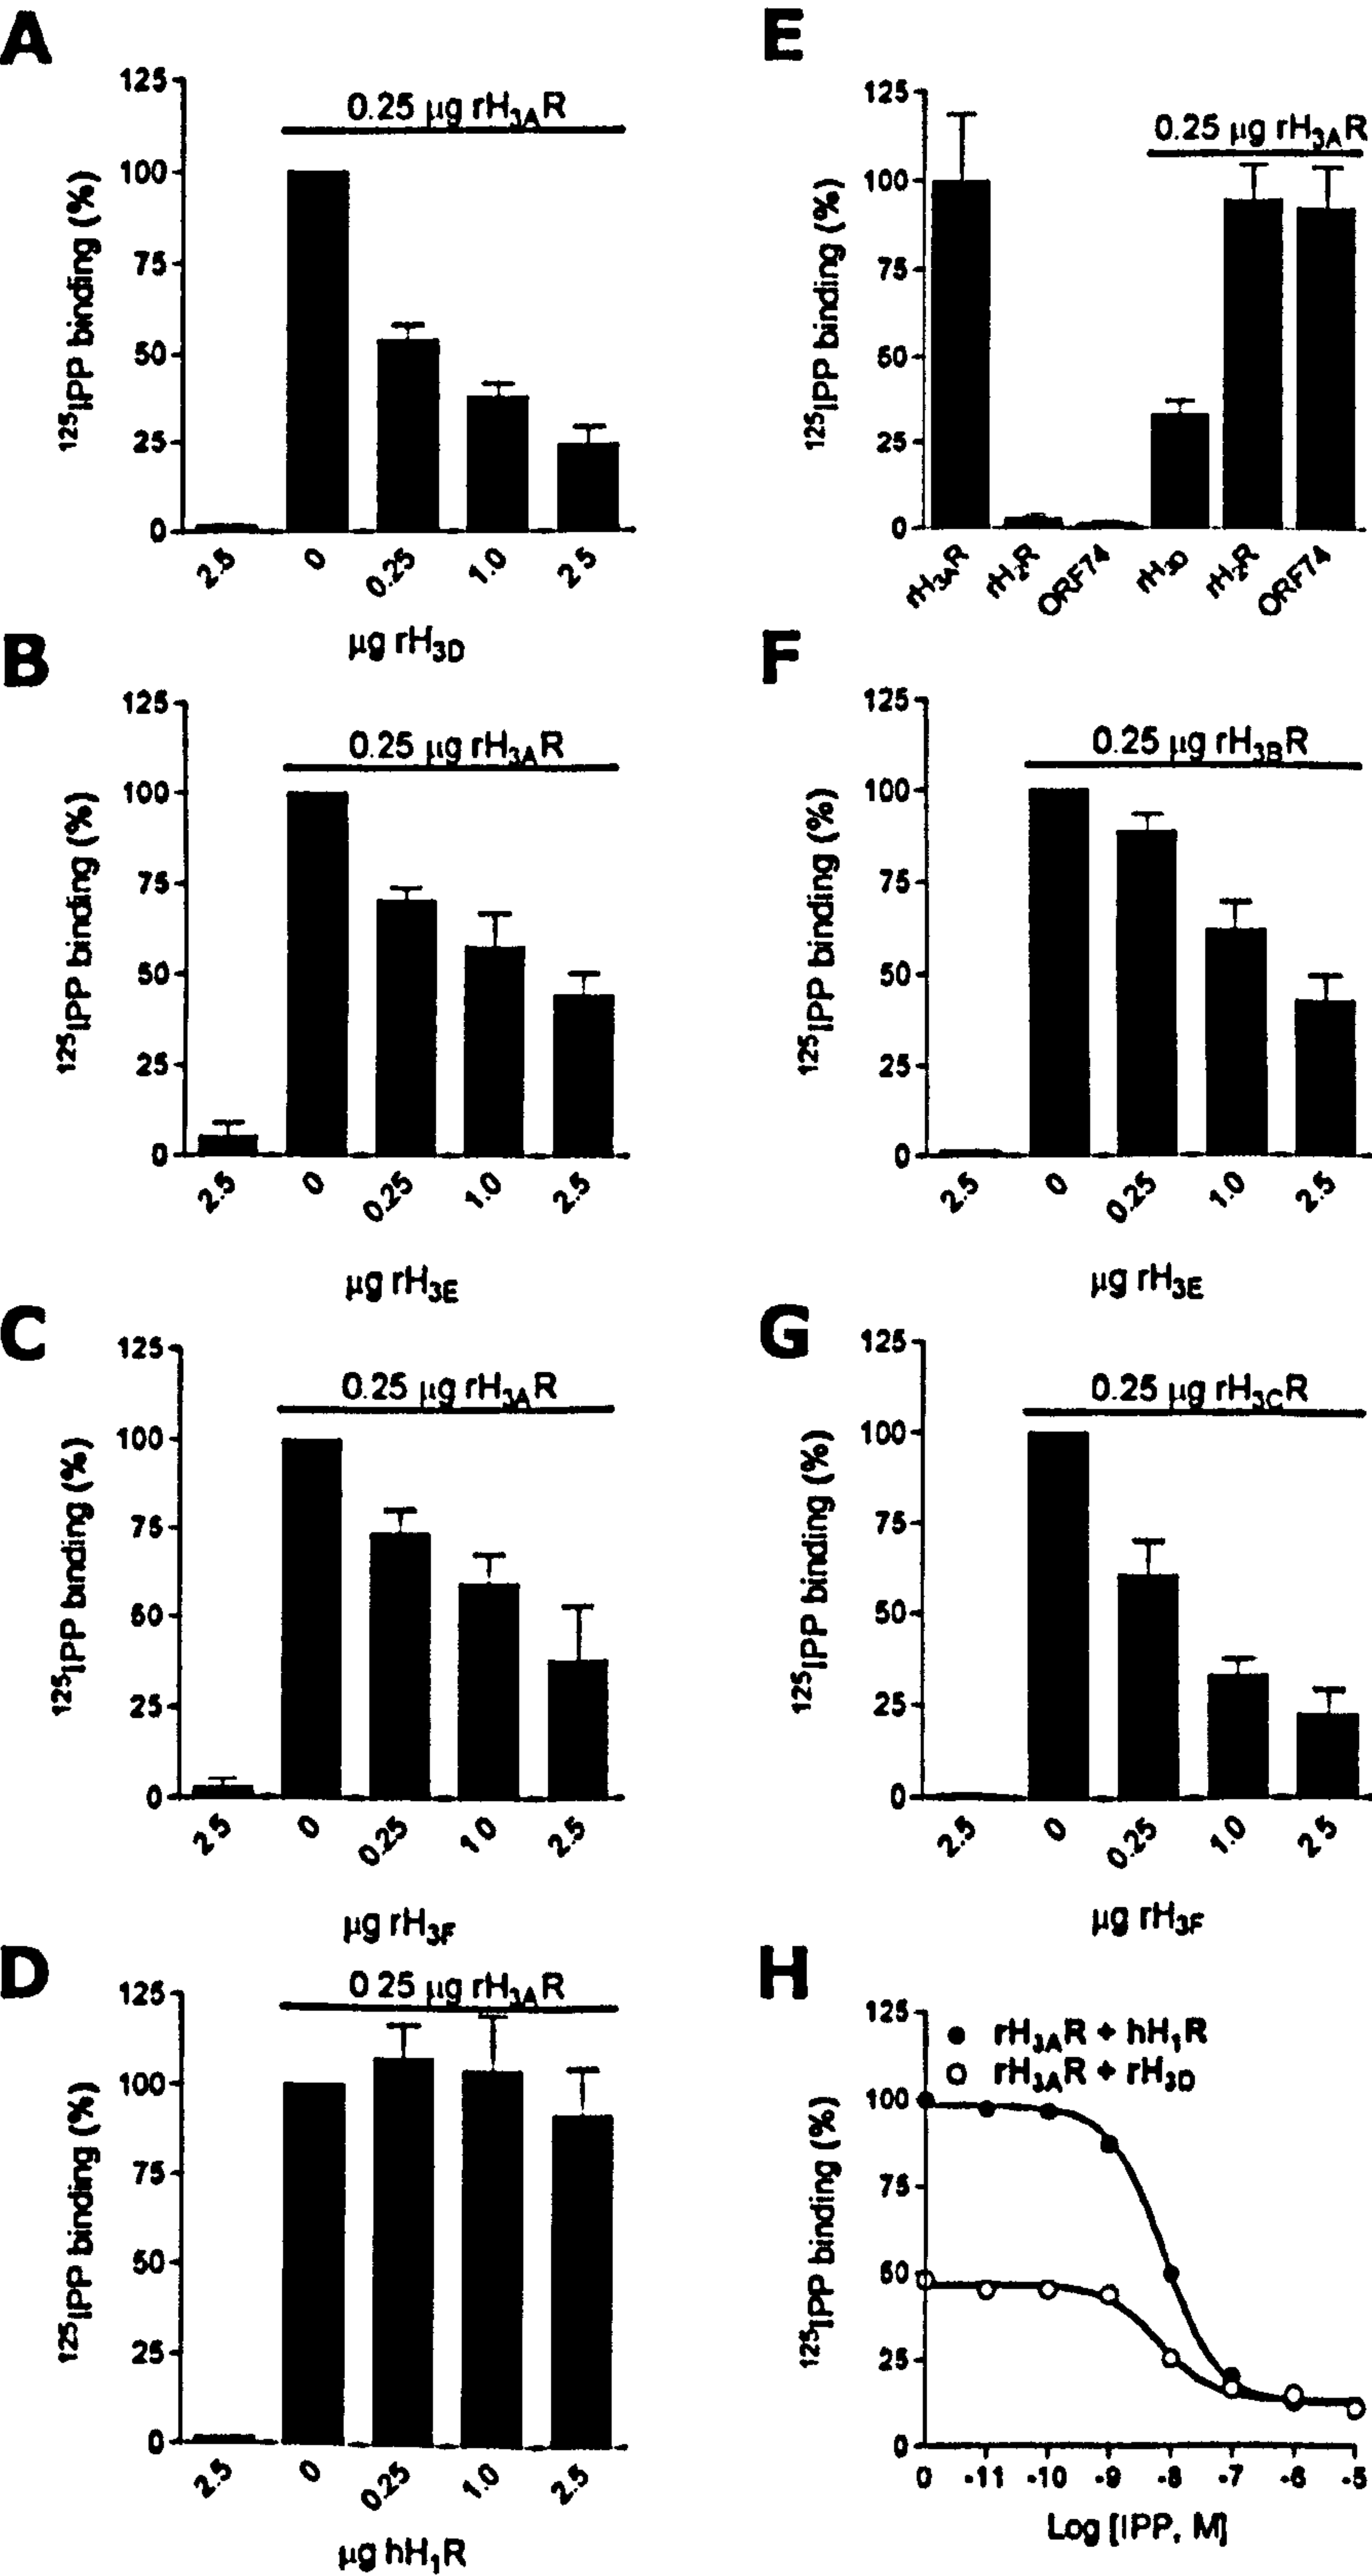 A
125
100
75
50
25
0
¹²⁵IPP binding (%)
0.25 µg rH₃AR
2.5 0 0.25 1.0 2.5
µg rH₃D
B
125
100
75
50
25
0
¹²⁵IPP binding (%)
0.25 µg rH₃AR
2.5 0 0.25 1.0 2.5
µg rH₃E
C
125
100
75
50
25
0
¹²⁵IPP binding (%)
0.25 µg rH₃AR
2 5 0 0.25 1 0 2.5
µg rH₃F
D
125
100
75
50
25
0
¹²⁵IPP binding (%)
0 25 µg rH₃AR
2.5 0 0.25 1.0 2.5
µg hH₁R
E
125
100
75
50
25
0
¹²⁵IPP binding (%)
0.25 µg rH₃AR
rH₃AR rH₂R ORF74 rH₃D rH₂R ORF74
F
125
100
75
50
25
0
¹²⁵IPP binding (%)
0.25 µg rH₃BR
2.5 0 0.25 1.0 2.5
µg rH₃E
G
125
100
75
50
25
0
¹²⁵IPP binding (%)
0.25 µg rH₃CR
2.5 0 0.25 1.0 2 5
µg rH₃F
H
125
100
75
50
25
0
¹²⁵IPP binding (%)
rH₃AR + hH₁R
rH₃AR + rH₃D
0 -11 -10 -9 -8 -7 -6 -5
Log [IPP, M]